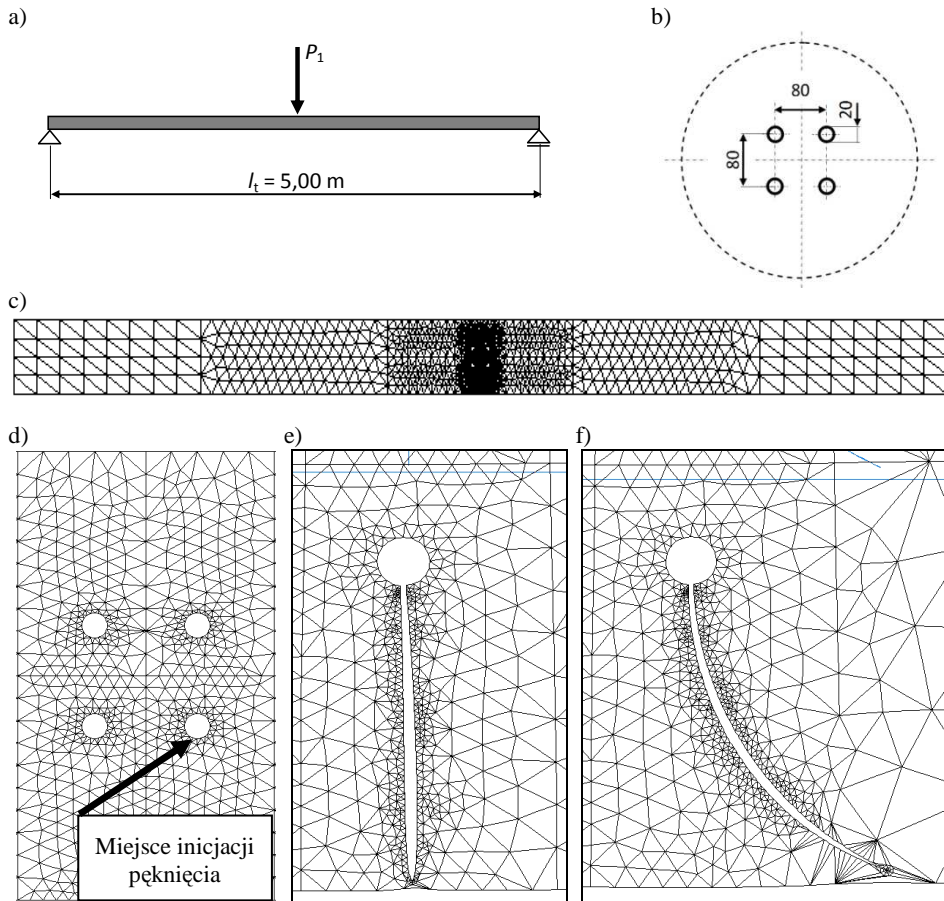 a)
P1
lt = 5,00 m
b)
80
20
80
c)
d)
e)
f)
Miejsce inicjacji
pęknięcia